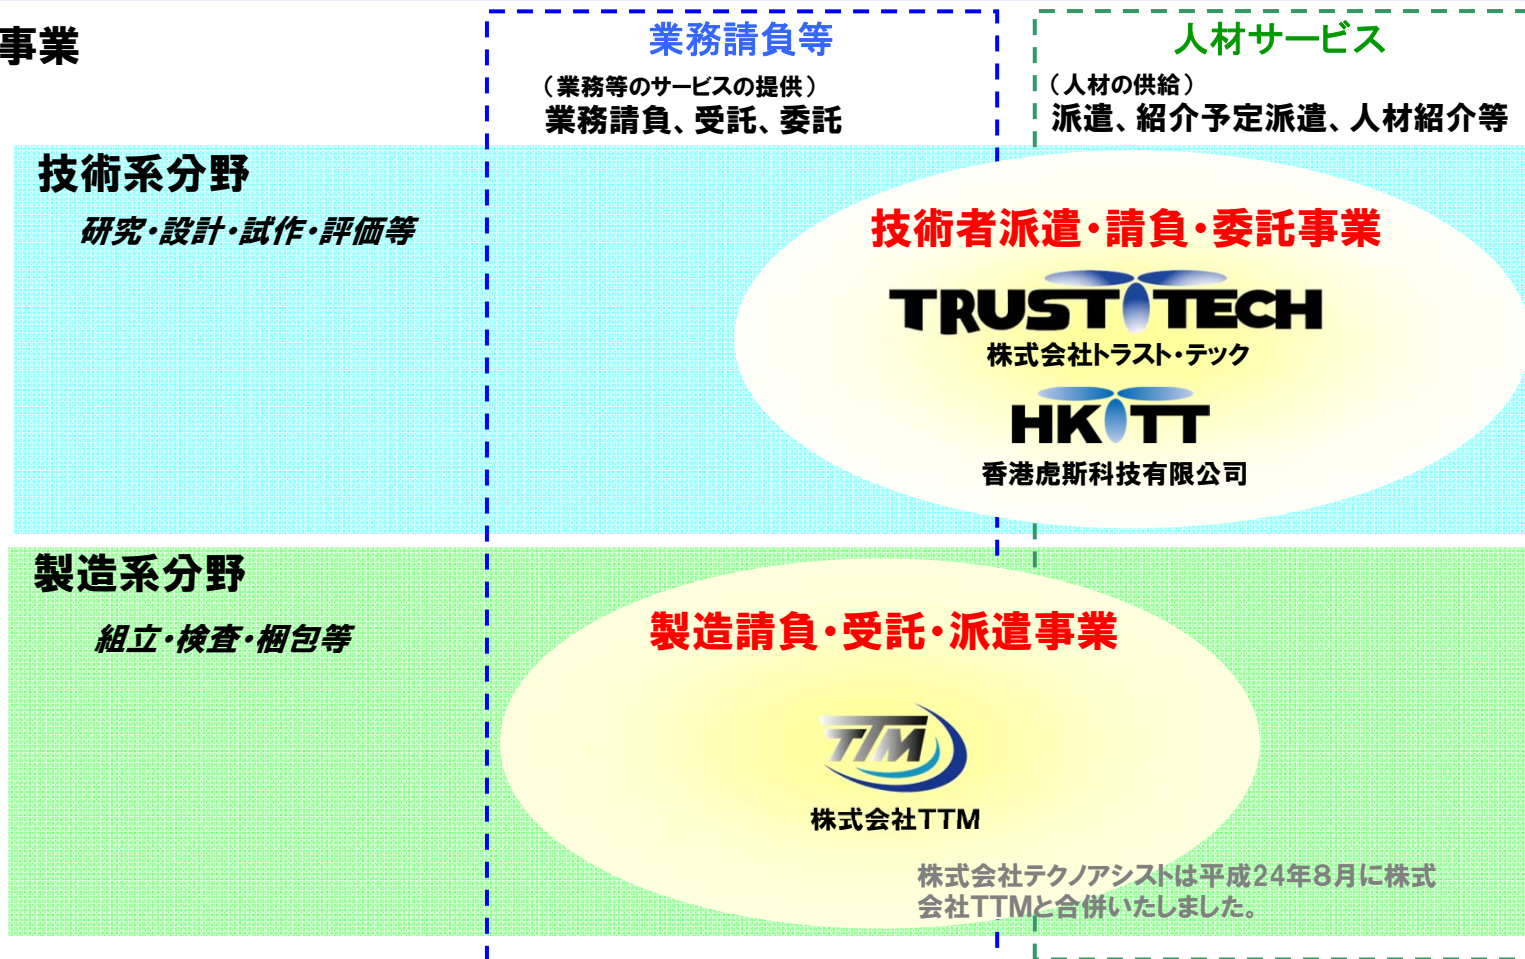 事業
業務請負等
（業務等のサービスの提供）
業務請負、受託、委託
人材サービス
（人材の供給）
派遣、紹介予定派遣、人材紹介等
技術系分野
研究・設計・試作・評価等
技術者派遣・請負・委託事業
TRUST TECH
株式会社トラスト・テック
HKTT
香港虎斯科技有限公司
製造系分野
組立・検査・梱包等
製造請負・受託・派遣事業
TTM
株式会社TTM
株式会社テクノアシストは平成24年8月に株式
会社TTMと合併いたしました。